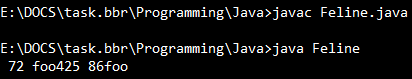 E:\DOCS\task.bbr\Programming\Java>javac Feline.java
E:\DOCS\task.bbr\Programming\Java>java Feline
72 foo425 86foo